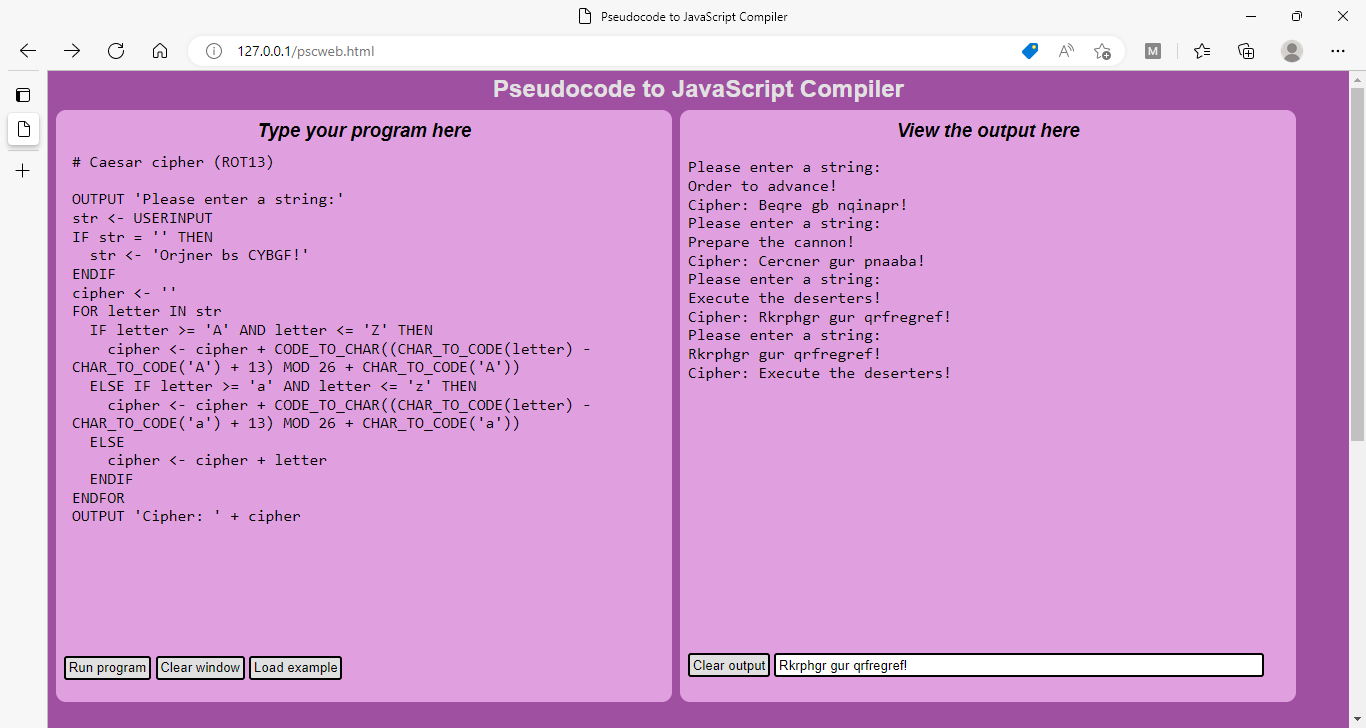 Pseudocode to JavaScript Compiler
127.0.0.1/pscweb.html
M
Pseudocode to JavaScript Compiler
Type your program here
# Caesar cipher (ROT13)
OUTPUT 'Please enter a string:'
str <- USERINPUT
IF str = '' THEN
  str <- 'Orjner bs CYBGF!'
ENDIF
cipher <- ''
FOR letter IN str
  IF letter >= 'A' AND letter <= 'Z' THEN
    cipher <- cipher + CODE_TO_CHAR((CHAR_TO_CODE(letter) -
CHAR_TO_CODE('A') + 13) MOD 26 + CHAR_TO_CODE('A'))
  ELSE IF letter >= 'a' AND letter <= 'z' THEN
    cipher <- cipher + CODE_TO_CHAR((CHAR_TO_CODE(letter) -
CHAR_TO_CODE('a') + 13) MOD 26 + CHAR_TO_CODE('a'))
  ELSE
    cipher <- cipher + letter
  ENDIF
ENDFOR
OUTPUT 'Cipher: ' + cipher
Run program
Clear window
Load example
View the output here
Please enter a string:
Order to advance!
Cipher: Beqre gb nqinapr!
Please enter a string:
Prepare the cannon!
Cipher: Cercner gur pnaaba!
Please enter a string:
Execute the deserters!
Cipher: Rkrphgr gur qrfregref!
Please enter a string:
Rkrphgr gur qrfregref!
Cipher: Execute the deserters!
Clear output
Rkrphgr gur qrfregref!